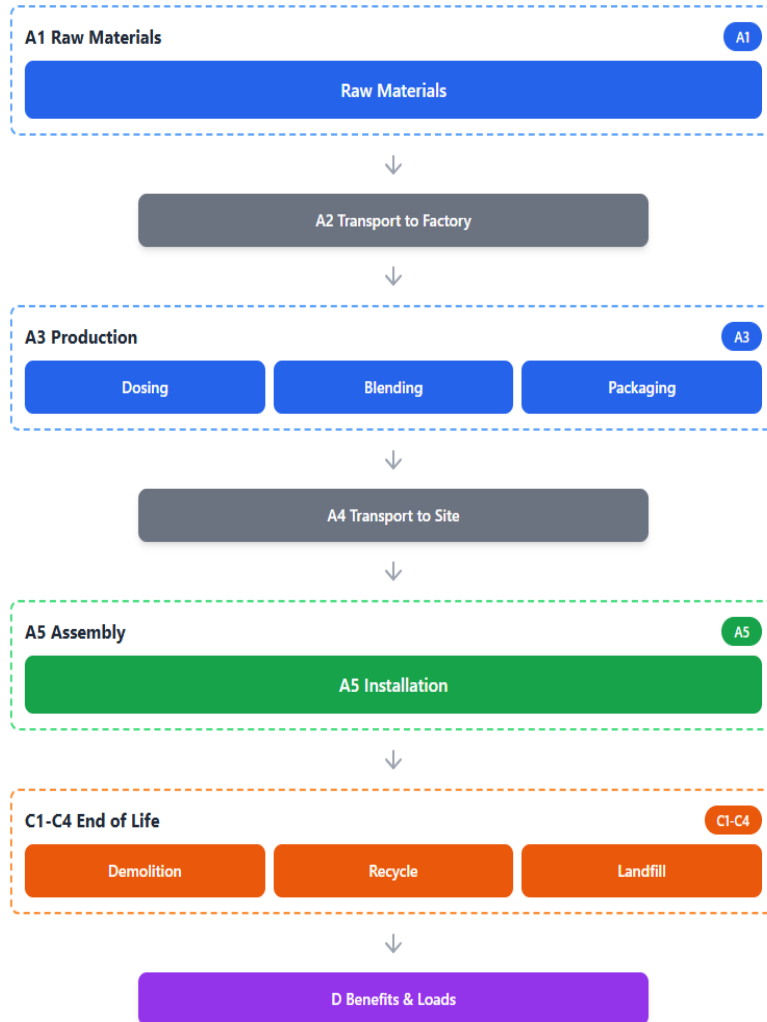 A1 Raw Materials
A1
Raw Materials
A2 Transport to Factory
A3 Production
A3
Dosing
Blending
Packaging
A4 Transport to Site
A5 Assembly
A5
A5 Installation
C1-C4 End of Life
C1-C4
Demolition
Recycle
Landfill
D Benefits & Loads